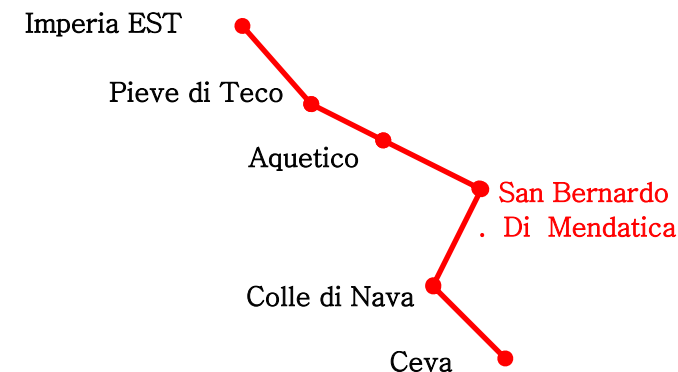 Imperia EST
Pieve di Teco
Aquetico
San Bernardo
. Di Mendatica
Colle di Nava
Ceva